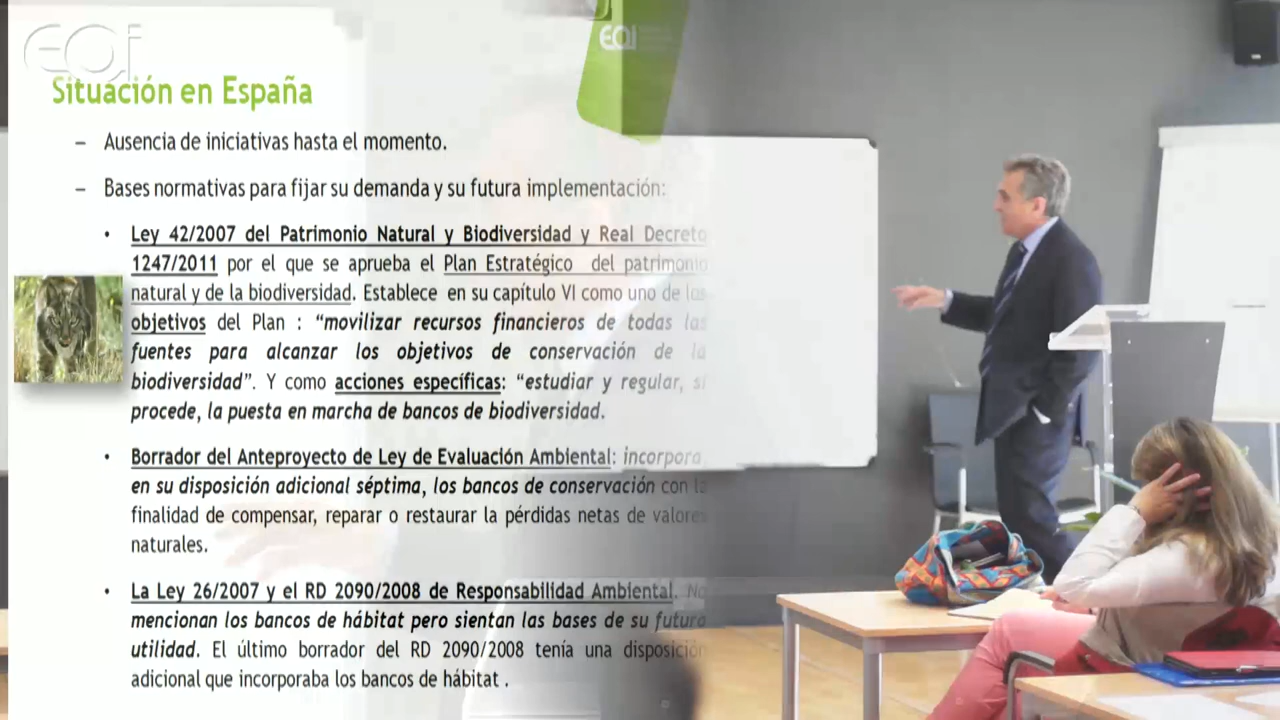 eoi
eoi
Situación en España
– Ausencia de iniciativas hasta el momento.
– Bases normativas para fijar su demanda y su futura implementación:
• Ley 42/2007 del Patrimonio Natural y Biodiversidad y Real Decreto
1247/2011 por el que se aprueba el Plan Estratégico del patrimonio
natural y de la biodiversidad. Establece en su capítulo VI como uno de los
objetivos del Plan : “movilizar recursos financieros de todas las
fuentes para alcanzar los objetivos de conservación de la
biodiversidad”. Y como acciones específicas: “estudiar y regular, si
procede, la puesta en marcha de bancos de biodiversidad.
• Borrador del Anteproyecto de Ley de Evaluación Ambiental: incorpora,
en su disposición adicional séptima, los bancos de conservación con la
finalidad de compensar, reparar o restaurar la pérdidas netas de valores
naturales.
• La Ley 26/2007 y el RD 2090/2008 de Responsabilidad Ambiental. No
mencionan los bancos de hábitat pero sientan las bases de su futura
utilidad. El último borrador del RD 2090/2008 tenía una disposición
adicional que incorporaba los bancos de hábitat .